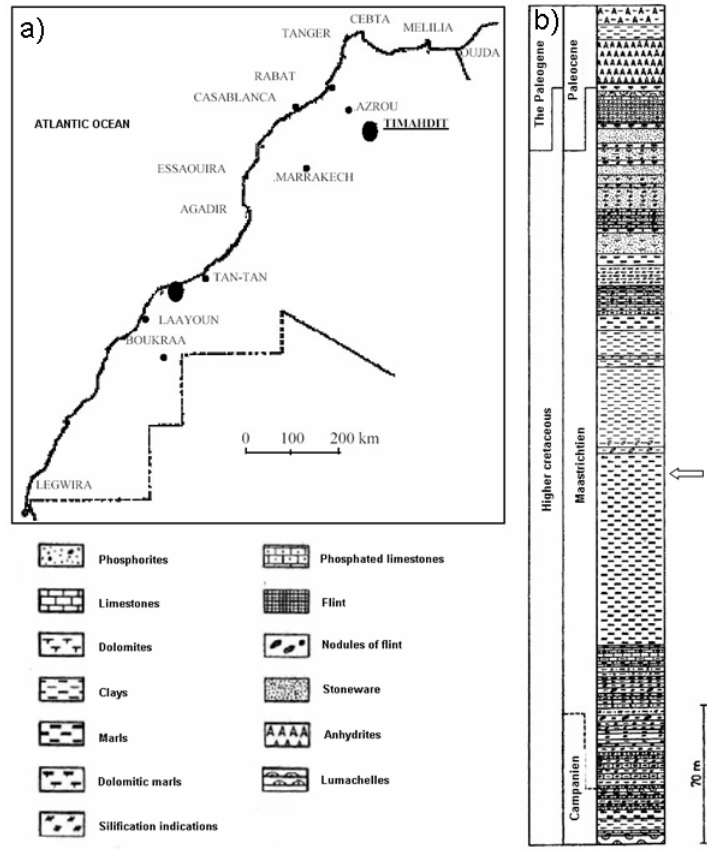 a)
CEBTA
TANGER
MELILIA
OUJDA
RABAT
CASABLANCA
.AZROU
ATLANTIC OCEAN
TIMAHDIT
ESSAOUIRA
.MARRAKECH
AGADIR
TAN-TAN
LAAYOUN
BOUKRAA
0 100 200 km
LEGWIRA
Phosphorites
Limestones
Dolomites
Clays
Marls
Dolomitic marls
Silification indications
Phosphated limestones
Flint
Nodules of flint
Stoneware
Anhydrites
Lumachelles
b)
The Paleogene
Paleocene
Higher cretaceous
Maastrichtien
Campanien
70 m